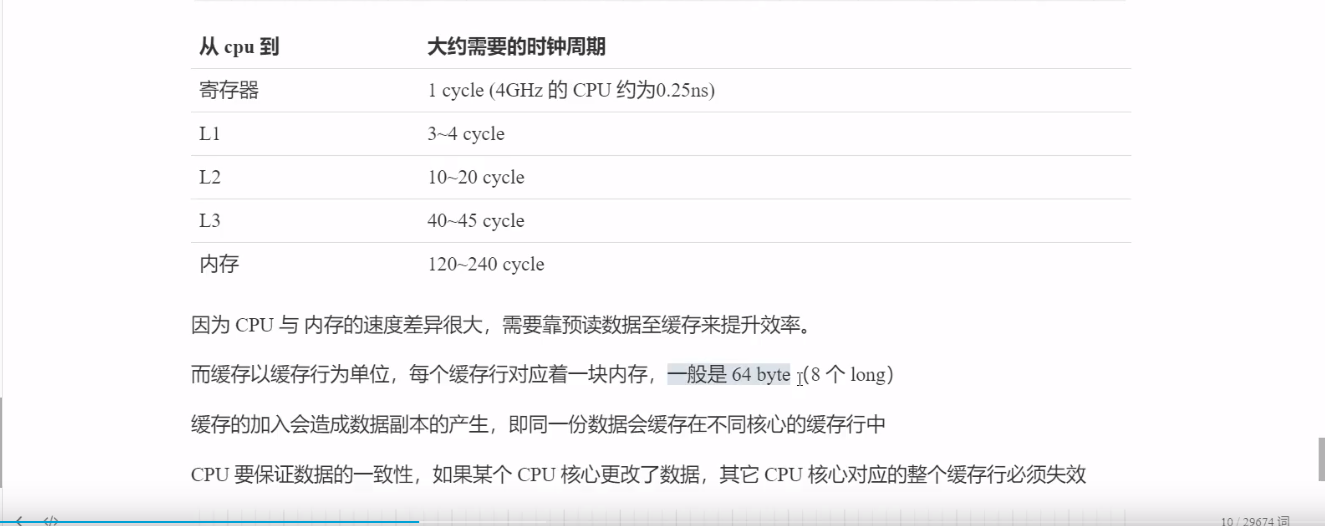 从 cpu 到 大约需要的时钟周期
寄存器 1 cycle (4GHz 的 CPU 约为0.25ns)
L1 3~4 cycle
L2 10~20 cycle
L3 40~45 cycle
内存 120~240 cycle
因为 CPU 与 内存的速度差异很大，需要靠预读数据至缓存来提升效率。
而缓存以缓存行为单位，每个缓存行对应着一块内存，一般是 64 byte（8 个 long）
缓存的加入会造成数据副本的产生，即同一份数据会缓存在不同核心的缓存行中
CPU 要保证数据的一致性，如果某个 CPU 核心更改了数据，其它 CPU 核心对应的整个缓存行必须失效
10 / 29674 词